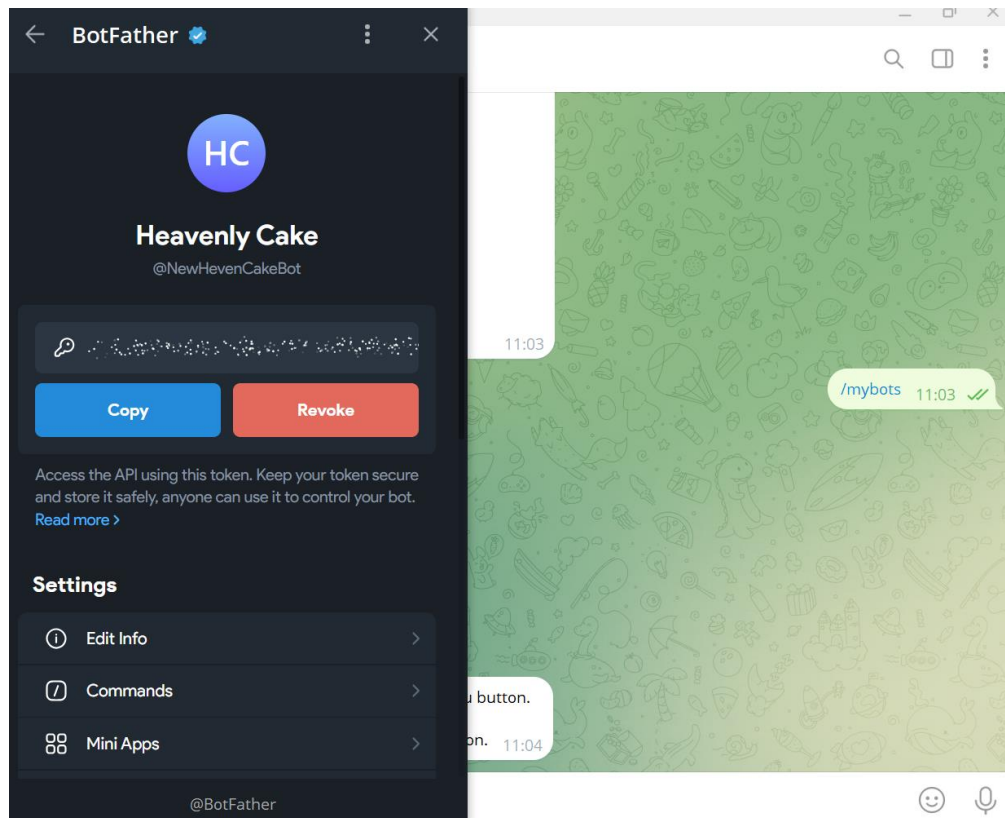 BotFather
HC
Heavenly Cake
@NewHevenCakeBot
Copy
Revoke
Access the API using this token. Keep your token secure
and store it safely, anyone can use it to control your bot.
Read more >
Settings
Edit Info
Commands
Mini Apps
@BotFather
11:03
/mybots 11:03
button.
11:04